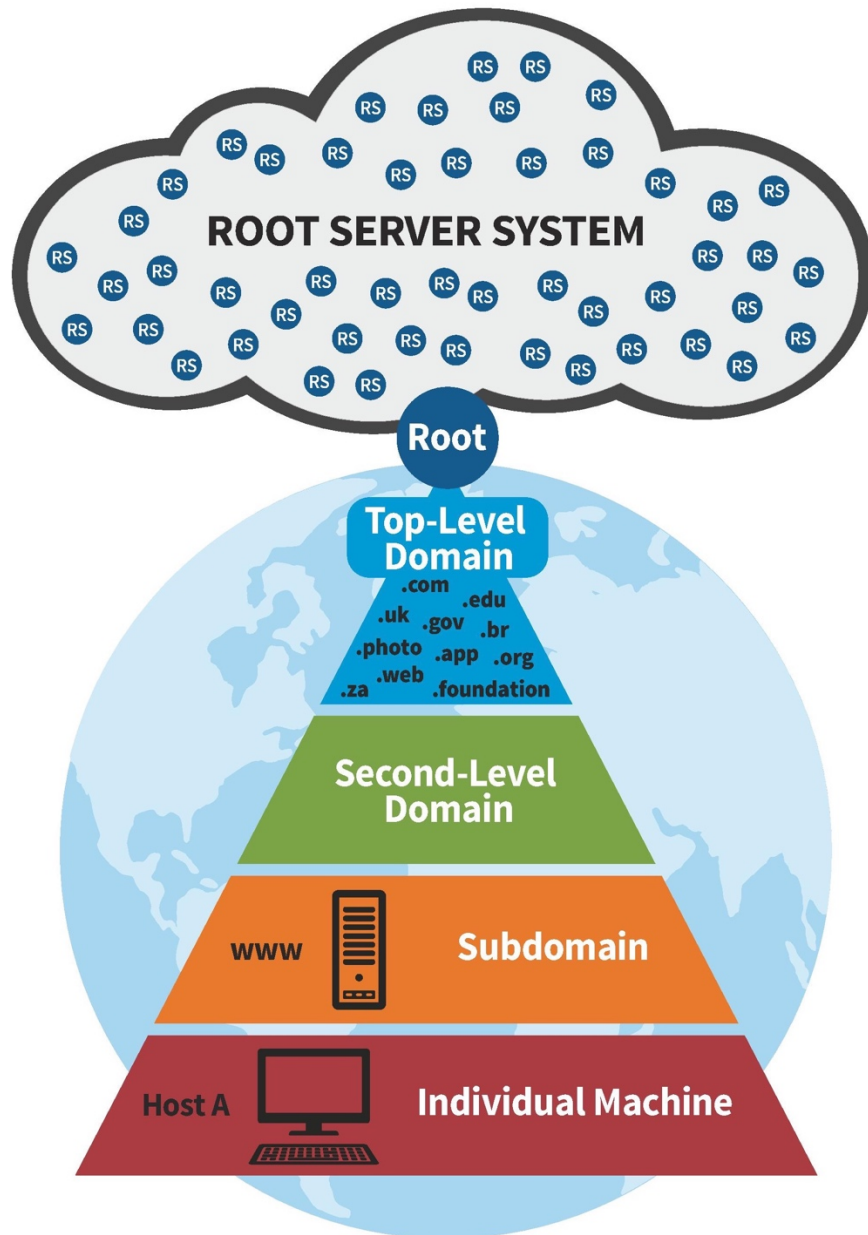 RS RS
RS
RS RS RS
RS RS RS RS RS RS RS
RS RS RS RS
RS
ROOT SERVER SYSTEM
RS RS RS RS
RS RS RS RS RS RS RS RS RS
RS RS RS RS
RS RS RS RS RS RS RS RS RS
RS RS RS
RS RS
Root
Top-Level
Domain
.com
.edu
.uk .gov .br
.photo .app .org
.web
.za .foundation
Second-Level
Domain
www Subdomain
Host A Individual Machine